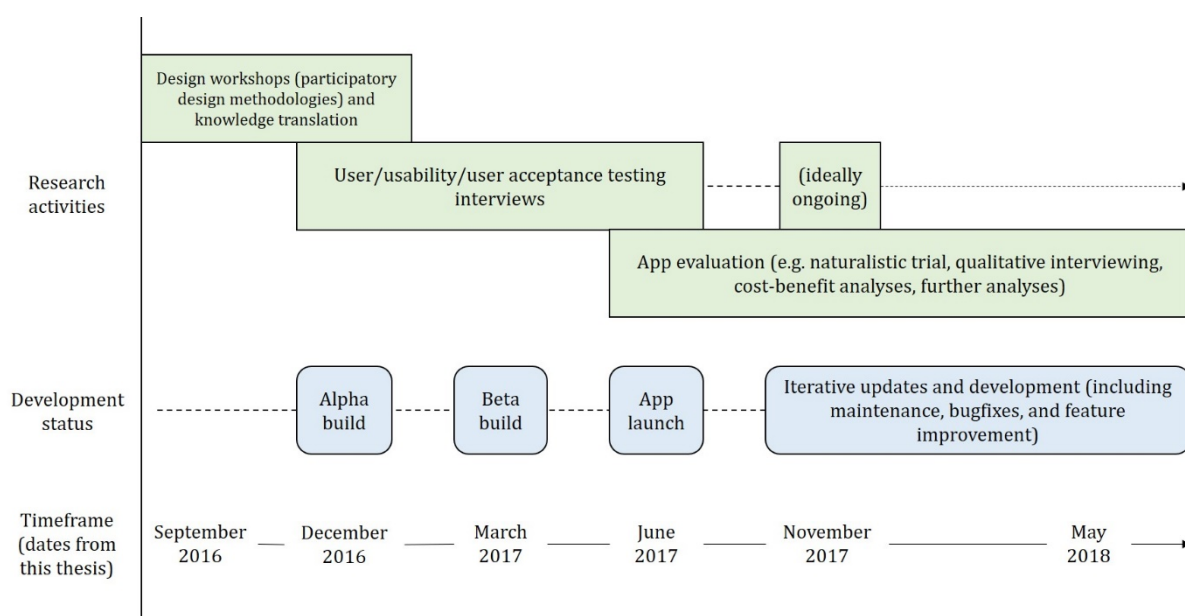 Design workshops (participatory
design methodologies) and
knowledge translation
Research
activities
User/usability/user acceptance testing
interviews
(ideally
ongoing)
App evaluation (e.g. naturalistic trial, qualitative interviewing,
cost-benefit analyses, further analyses)
Development
status
Alpha
build
Beta
build
App
launch
Iterative updates and development (including
maintenance, bugfixes, and feature
improvement)
Timeframe
(dates from
this thesis)
September
2016
December
2016
March
2017
June
2017
November
2017
May
2018